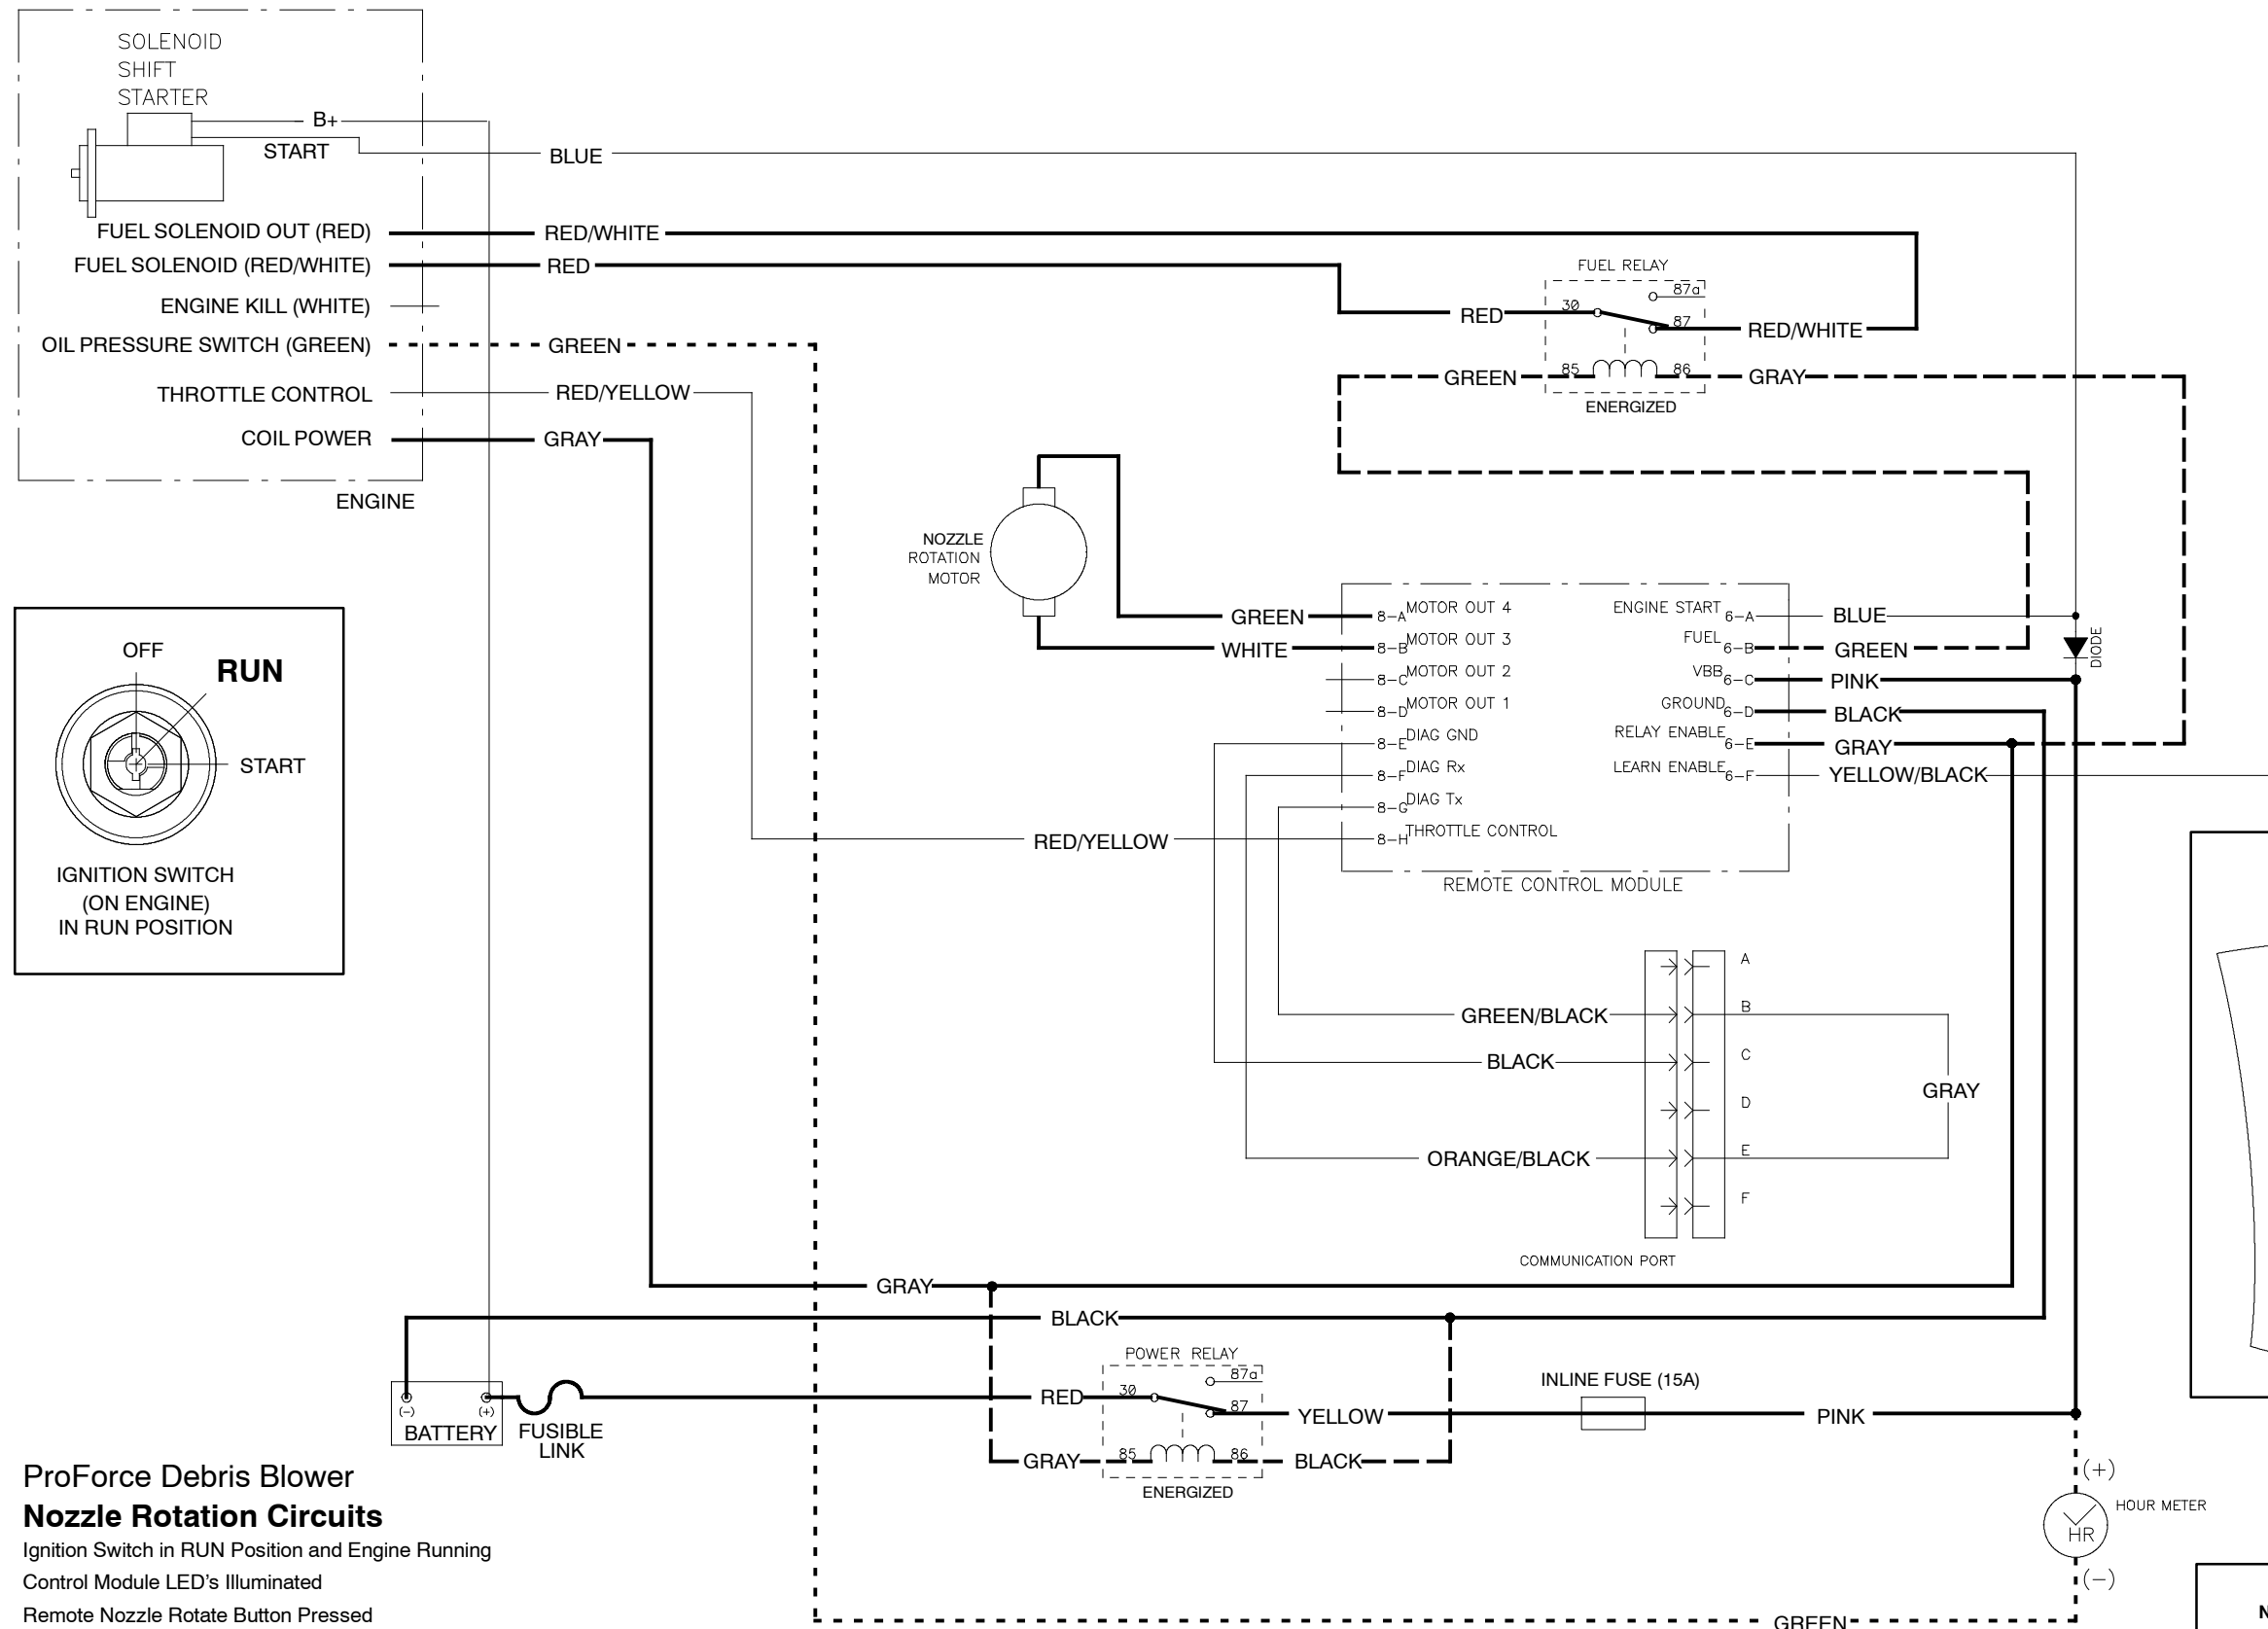 SOLENOID
SHIFT
STARTER
B+
START
BLUE
FUEL SOLENOID OUT (RED)
RED/WHITE
FUEL SOLENOID (RED/WHITE)
RED
ENGINE KILL (WHITE)
OIL PRESSURE SWITCH (GREEN)
GREEN
THROTTLE CONTROL
RED/YELLOW
COIL POWER
GRAY
ENGINE
FUEL RELAY
87a
30
RED
87
RED/WHITE
85
86
GREEN
GRAY
ENERGIZED
NOZZLE
ROTATION
MOTOR
GREEN
WHITE
8-A
MOTOR OUT 4
8-B
MOTOR OUT 3
8-C
MOTOR OUT 2
8-D
MOTOR OUT 1
8-E
DIAG GND
8-F
DIAG Rx
8-G
DIAG Tx
8-H
THROTTLE CONTROL
ENGINE START
6-A
BLUE
FUEL
6-B
GREEN
VBB
6-C
PINK
GROUND
6-D
BLACK
RELAY ENABLE
6-E
GRAY
LEARN ENABLE
6-F
YELLOW/BLACK
DIODE
REMOTE CONTROL MODULE
RED/YELLOW
OFF
RUN
START
IGNITION SWITCH
(ON ENGINE)
IN RUN POSITION
A
B
C
D
E
F
GREEN/BLACK
BLACK
ORANGE/BLACK
GRAY
COMMUNICATION PORT
GRAY
BLACK
POWER RELAY
87a
30
RED
87
YELLOW
INLINE FUSE (15A)
PINK
85
86
GRAY
BLACK
ENERGIZED
(-)
(+)
BATTERY
FUSIBLE
LINK
(+)
HOUR METER
HR
(-)
GREEN
ProForce Debris Blower
Nozzle Rotation Circuits
Ignition Switch in RUN Position and Engine Running
Control Module LED's Illuminated
Remote Nozzle Rotate Button Pressed